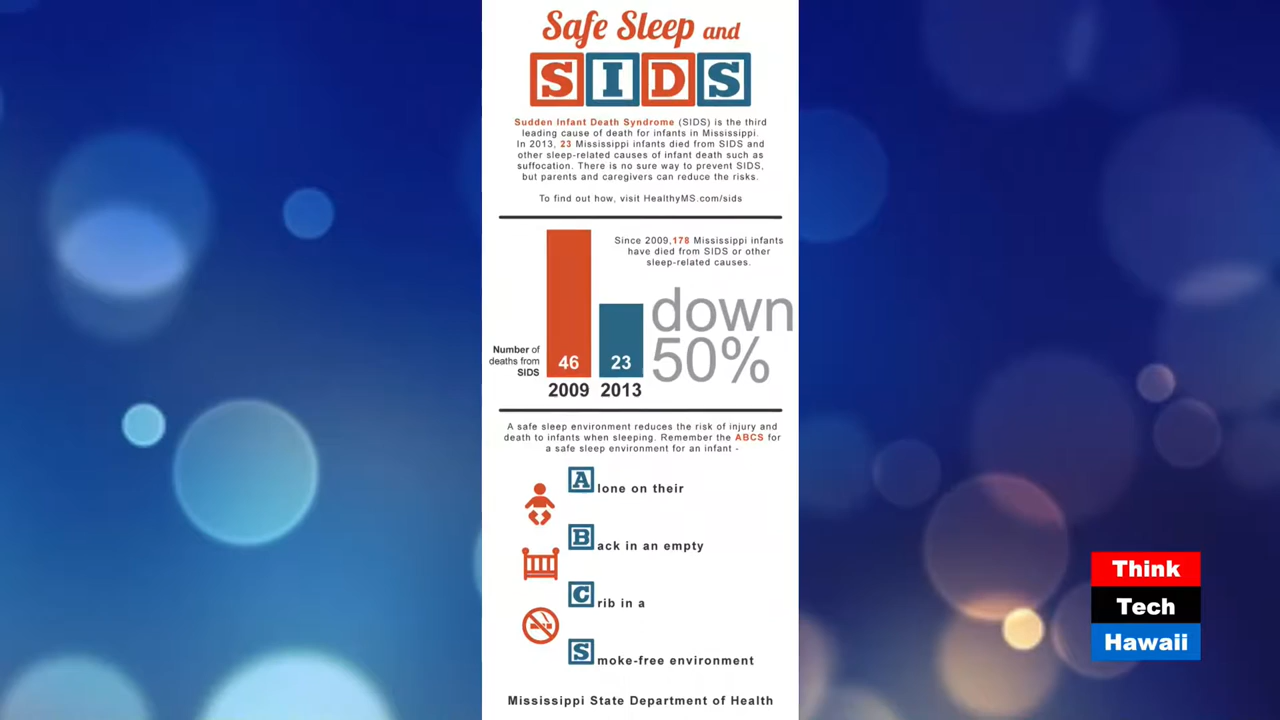 Safe Sleep and
SIDS
Sudden Infant Death Syndrome (SIDS) is the third
leading cause of death for infants in Mississippi.
In 2013, 23 Mississippi infants died from SIDS and
other sleep-related causes of infant death such as
suffocation. There is no sure way to prevent SIDS,
but parents and caregivers can reduce the risks.
To find out how, visit HealthyMS.com/sids
Since 2009,178 Mississippi infants
have died from SIDS or other
sleep-related causes.
down
50%
Number of
deaths from
SIDS
46
23
2009 2013
A safe sleep environment reduces the risk of injury and
death to infants when sleeping. Remember the ABCS for
a safe sleep environment for an infant -
Alone on their
Back in an empty
Crib in a
Smoke-free environment
Mississippi State Department of Health
Think
Tech
Hawaii